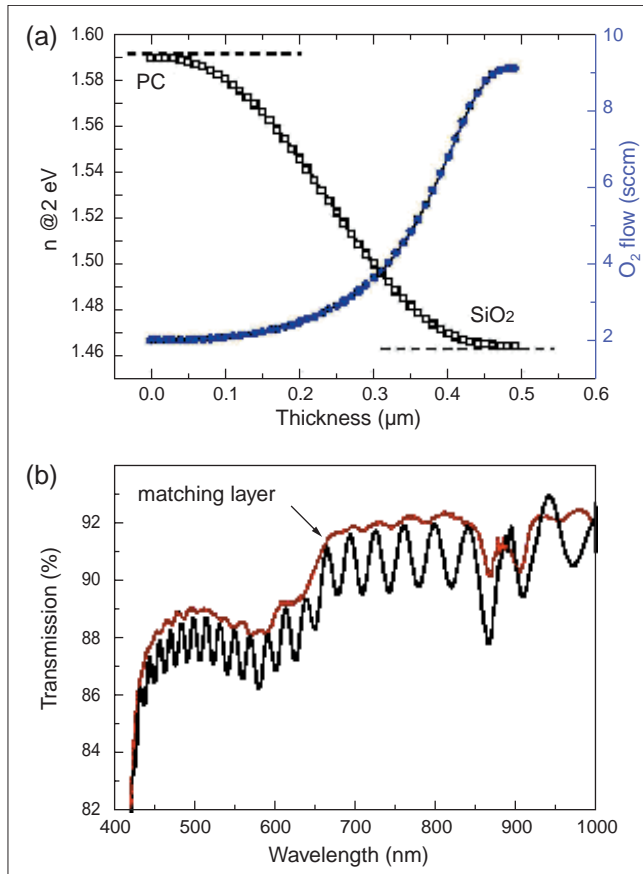 (a)
1.60
1.58
1.56
1.54
1.52
1.50
1.48
1.46
n @2 eV
PC
SiO2
10
8
6
4
2
O2 flow (sccm)
0.0 0.1 0.2 0.3 0.4 0.5 0.6
Thickness (µm)
(b)
matching layer
92
90
88
86
84
82
Transmission (%)
400 500 600 700 800 900 1000
Wavelength (nm)